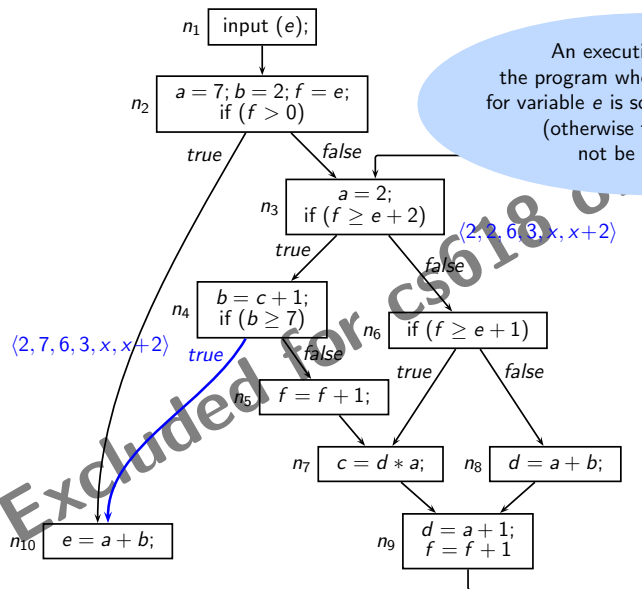 n1 input (e);
An executi
the program whe
n2 a = 7; b = 2; f = e;
if (f > 0)
for variable e is so
(otherwise t
not be
true
false
n3 a = 2;
if (f ≥ e + 2)
⟨2, 2, 6, 3, x, x+2⟩
true
false
n4 b = c + 1;
if (b ≥ 7)
n6 if (f ≥ e + 1)
⟨2, 7, 6, 3, x, x+2⟩
true
false
true
false
n5 f = f + 1;
n7 c = d ∗ a;
n8 d = a + b;
n10 e = a + b;
n9 d = a + 1;
f = f + 1
Excluded for cs618